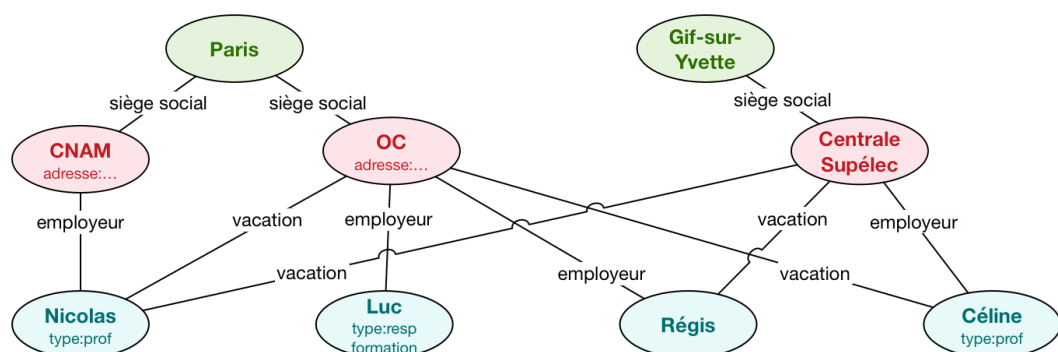 Paris
Gif-sur-
Yvette
siège social
siège social
siège social
CNAM
adresse:...
OC
adresse:...
Centrale
Supélec
employeur
vacation
employeur
vacation
employeur
vacation
employeur
vacation
Nicolas
type:prof
Luc
type:resp
formation
Régis
Céline
type:prof